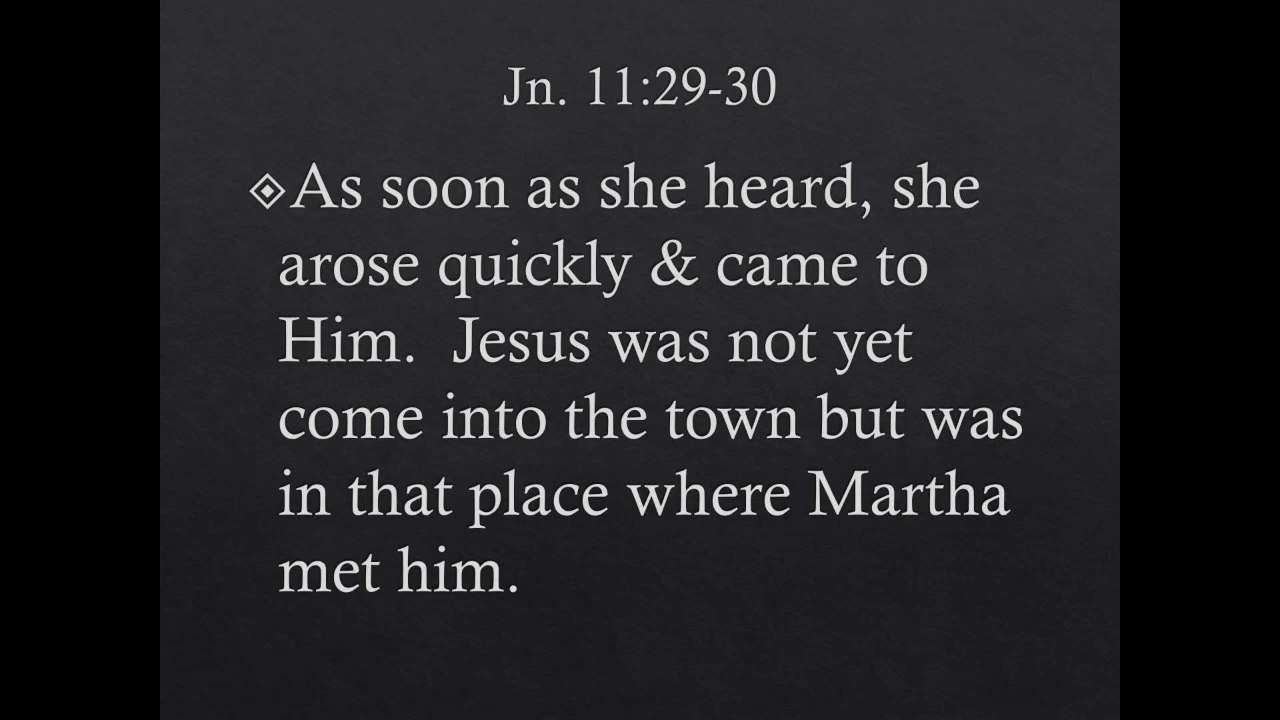 Jn. 11:29-30
As soon as she heard, she
arose quickly & came to
Him.  Jesus was not yet
come into the town but was
in that place where Martha
met him.